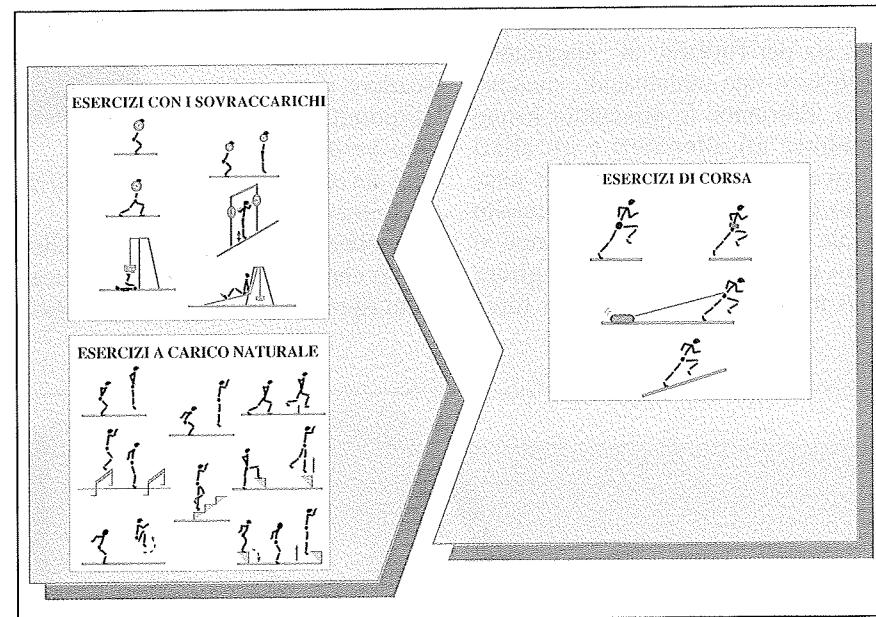 ESERCIZI CON I SOVRACCARICHI
ESERCIZI A CARICO NATURALE
ESERCIZI DI CORSA